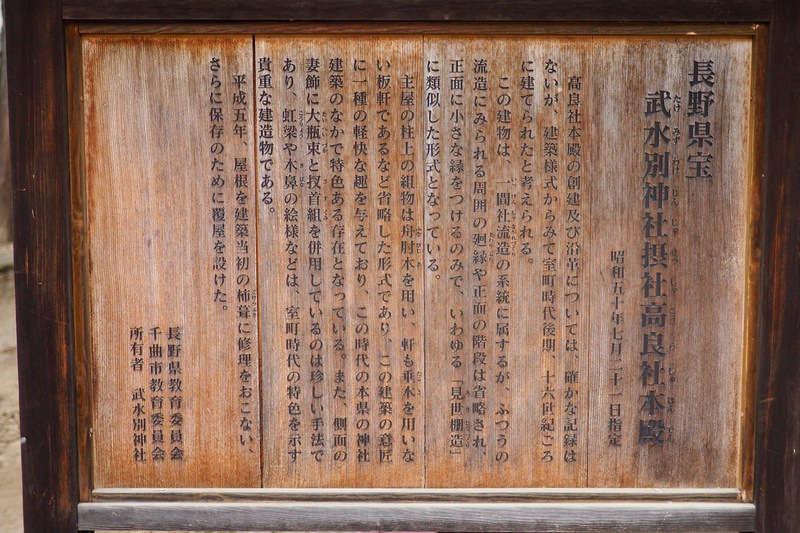 長野県宝
武水別神社摂社高良社本殿
昭和五十年七月二十一日指定
高良社本殿の創建及び沿革については、確かな記録は
ないが、建築様式からみて室町時代後期、十六世紀ころ
に建てられたと考えられる。
この建物は、一間社流造の系統に属するが、ふつうの
流造にみられる周囲の廻縁や正面の階段は省略され、
正面に小さな縁をつけるのみで、いわゆる「見世棚造」
に類似した形式となっている。
主屋の柱上の組物は舟肘木を用い、軒も垂木を用いな
い板軒であるなど省略した形式であり、この建築の意匠
に一種の軽快な趣を与えており、この時代の本県の神社
建築のなかで特色ある存在となっている。また、側面の
妻飾に大瓶束と扠首組を併用しているのは珍しい手法で
あり、虹梁や木鼻の絵様などは、室町時代の特色を示す
貴重な建造物である。
平成五年、屋根を建築当初の杮葺に修理をおこない、
さらに保存のために覆屋を設けた。
長野県教育委員会
千曲市教育委員会
所有者 武水別神社